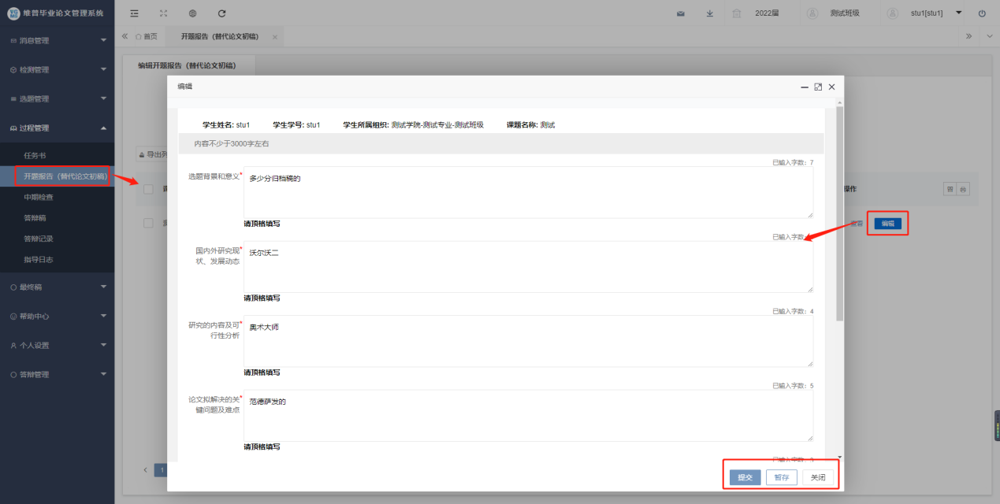 维普毕业论文管理系统
2022届
测试班级
stu1[stu1]
首页
开题报告（替代论文初稿）
消息管理
检测管理
选题管理
过程管理
任务书
开题报告（替代论文初稿）
中期检查
答辩稿
答辩记录
指导日志
最终稿
帮助中心
个人设置
答辩管理
编辑开题报告（替代论文初稿）
导出列
操作
查看
编辑
1
编辑
学生姓名: stu1 学生学号: stu1 学生所属组织: 测试学院-测试专业-测试班级 课题名称: 测试
内容不少于3000字左右
已输入字数：7
选题背景和意义*
多少分归档稿的
请顶格填写
已输入字数
国内外研究现*
状、发展动态
沃尔沃二
请顶格填写
已输入字数：4
研究的内容及可*
行性分析
奥术大师
请顶格填写
已输入字数：5
论文拟解决的关*
键问题及难点
范德萨发的
请顶格填写
已输入字数：3
提交
暂存
关闭